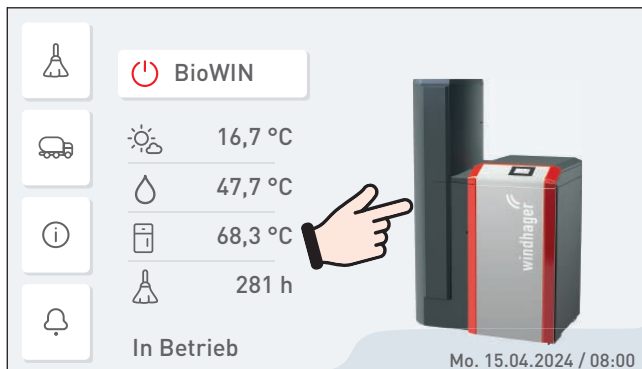 BioWIN
16,7 °C
47,7 °C
68,3 °C
281 h
In Betrieb
windhager
Mo. 15.04.2024 / 08:00